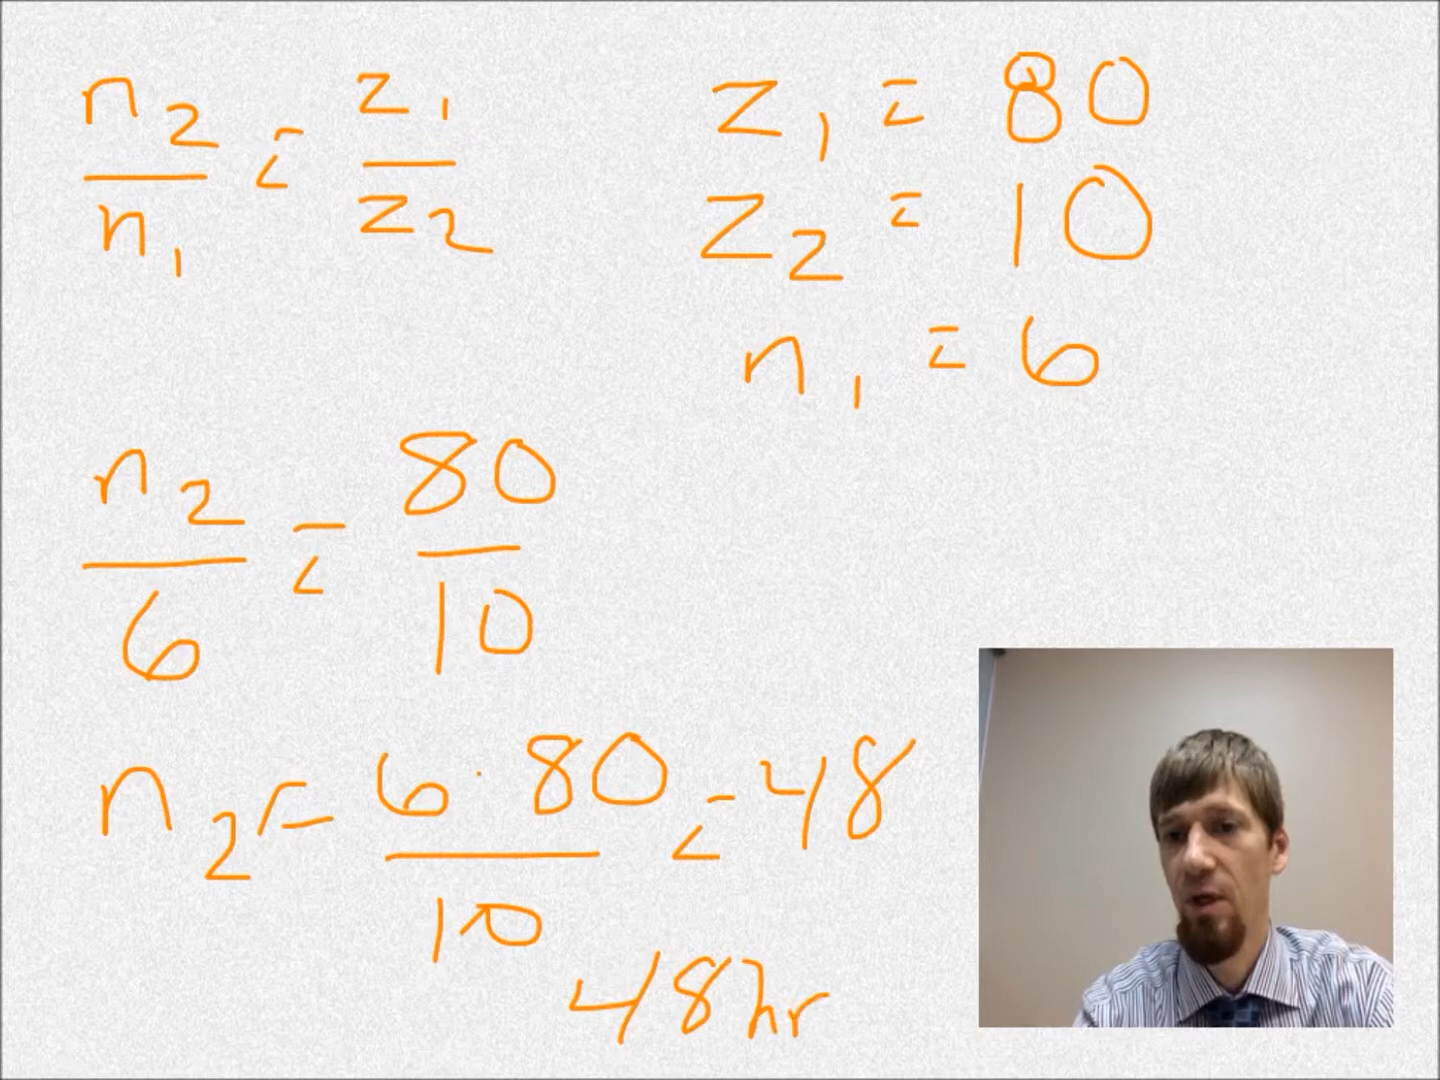 n₂/n₁ = z₁/z₂
z₁ = 80
z₂ = 10
n₁ = 6
n₂/6 = 80/10
n₂ = 6·80/10 = 48
48hr